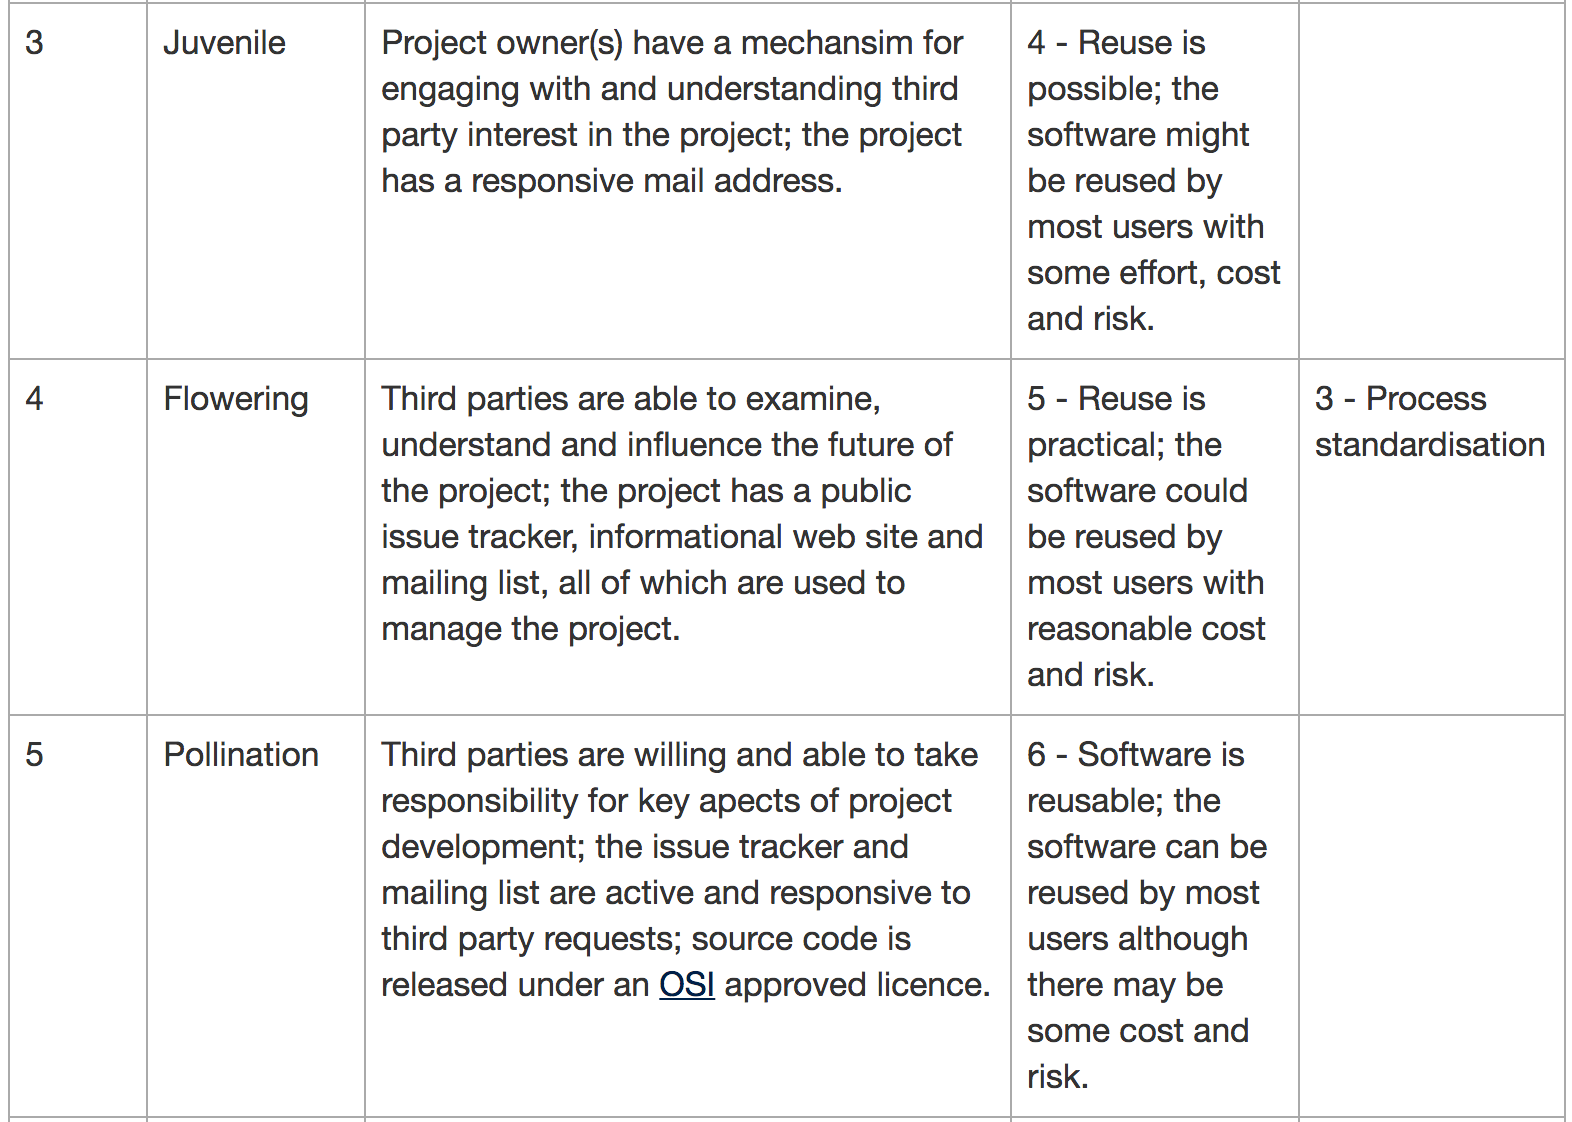 3
Juvenile
Project owner(s) have a mechansim for
engaging with and understanding third
party interest in the project; the project
has a responsive mail address.
4 - Reuse is
possible; the
software might
be reused by
most users with
some effort, cost
and risk.
4
Flowering
Third parties are able to examine,
understand and influence the future of
the project; the project has a public
issue tracker, informational web site and
mailing list, all of which are used to
manage the project.
5 - Reuse is
practical; the
software could
be reused by
most users with
reasonable cost
and risk.
3 - Process
standardisation
5
Pollination
Third parties are willing and able to take
responsibility for key apects of project
development; the issue tracker and
mailing list are active and responsive to
third party requests; source code is
released under an OSI approved licence.
6 - Software is
reusable; the
software can be
reused by most
users although
there may be
some cost and
risk.